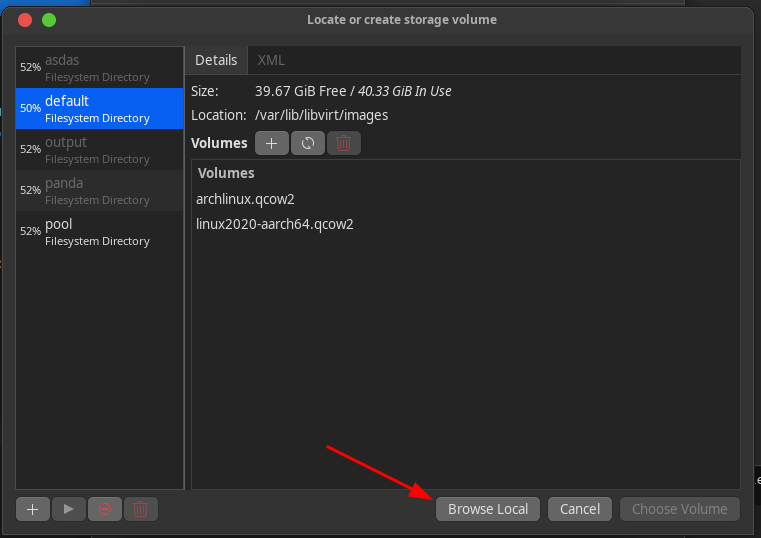 Locate or create storage volume
52% asdas
Filesystem Directory
50% default
Filesystem Directory
52% output
Filesystem Directory
52% panda
Filesystem Directory
52% pool
Filesystem Directory
Details XML
Size: 39.67 GiB Free / 40.33 GiB In Use
Location: /var/lib/libvirt/images
Volumes
Volumes
archlinux.qcow2
linux2020-aarch64.qcow2
Browse Local Cancel Choose Volume